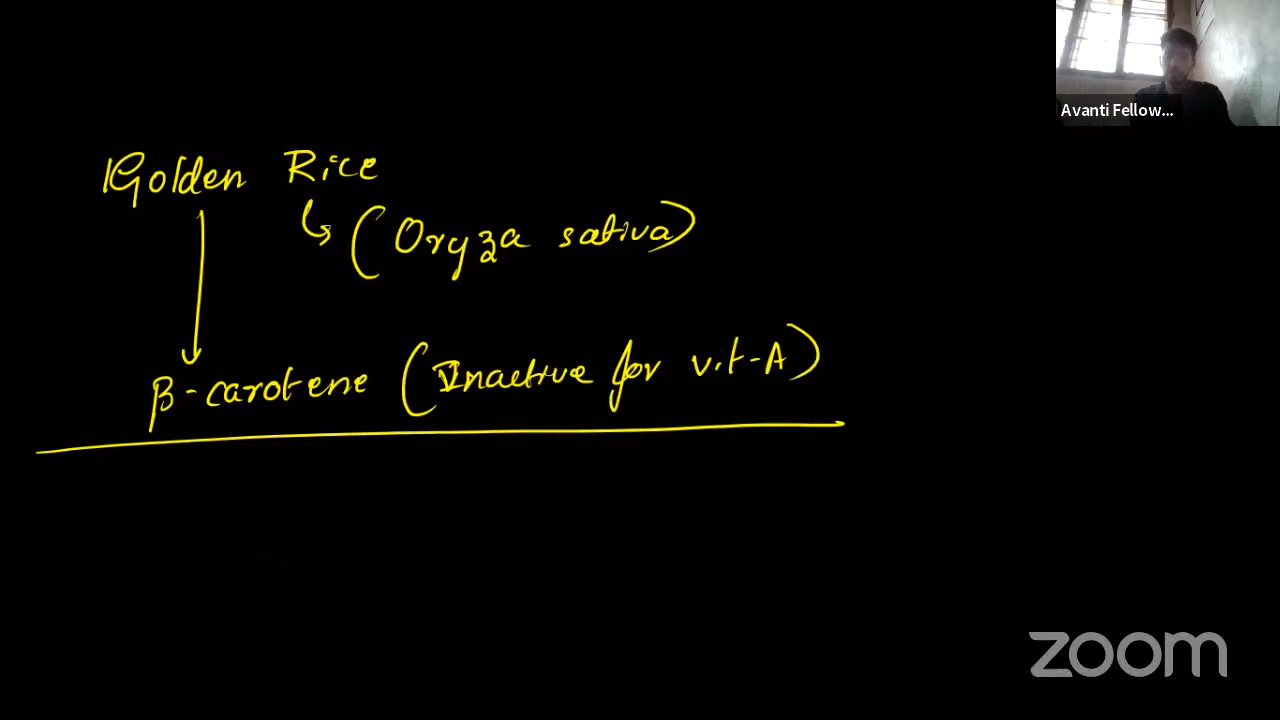 Avanti Fellow...
Golden Rice
(Oryza sativa)
β-carotene (Inactive for vit-A)
zoom